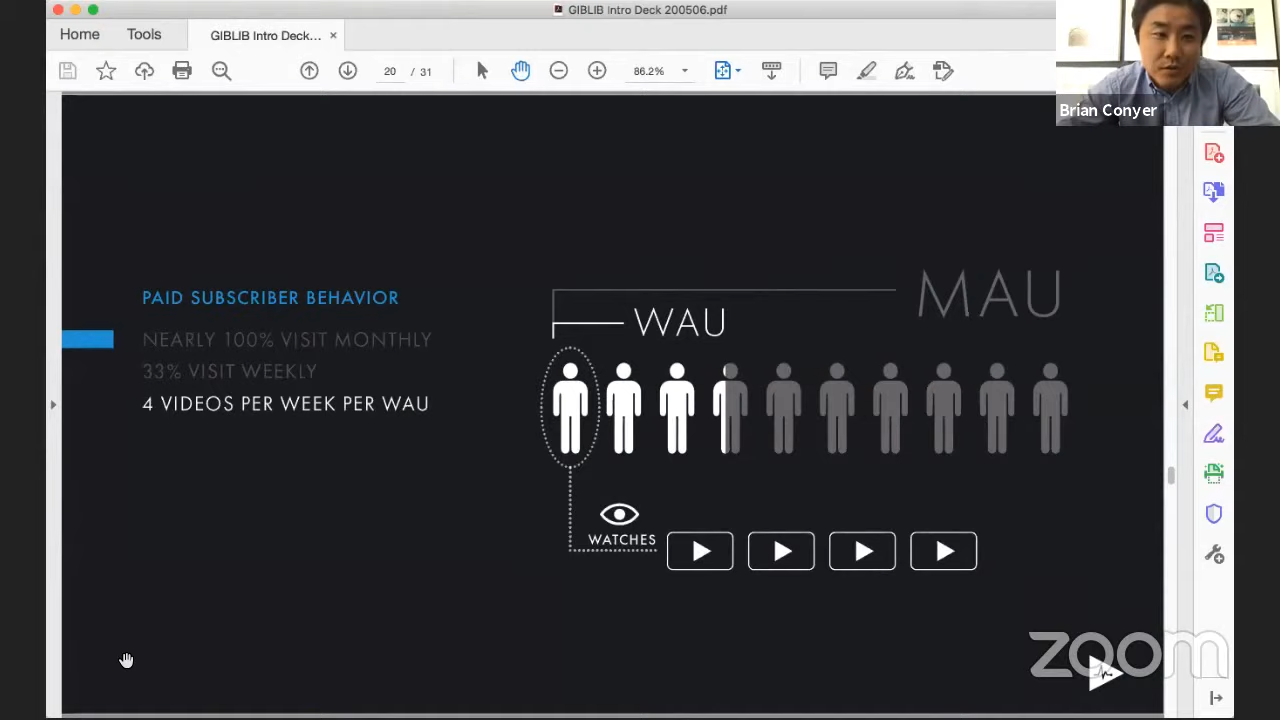 GIBLIB Intro Deck 200506.pdf
Home
Tools
GIBLIB Intro Deck...
20 / 31
86.2%
Brian Conyer
PAID SUBSCRIBER BEHAVIOR
NEARLY 100% VISIT MONTHLY
33% VISIT WEEKLY
4 VIDEOS PER WEEK PER WAU
MAU
WAU
WATCHES
zoom